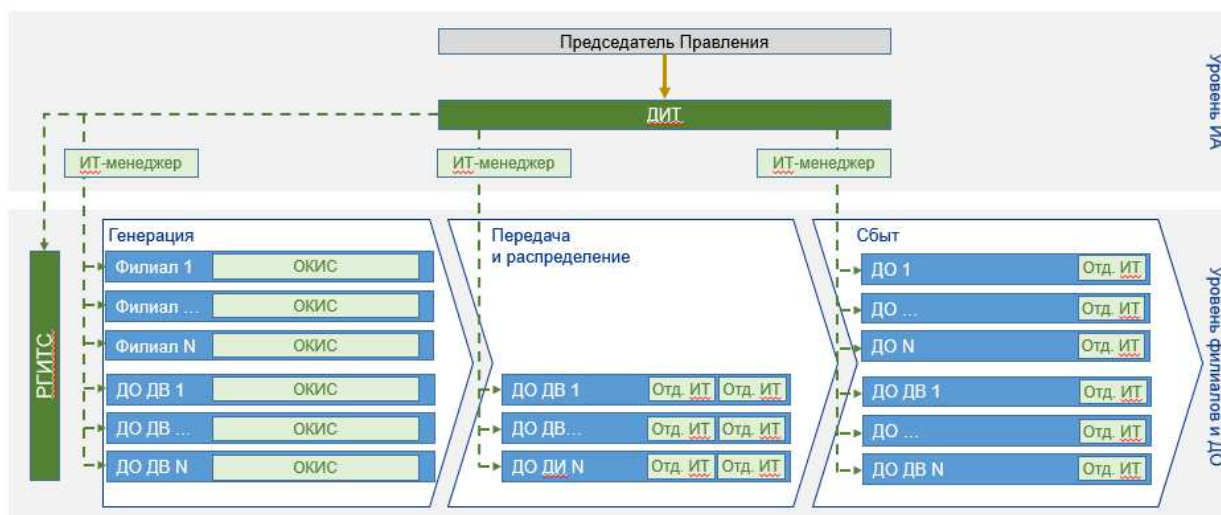 Председатель Правления
ДИТ
ИТ-менеджер
ИТ-менеджер
ИТ-менеджер
Уровень ИА
РГИТС
Генерация
Филиал 1
ОКИС
Филиал ...
ОКИС
Филиал N
ОКИС
ДО ДВ 1
ОКИС
ДО ДВ ...
ОКИС
ДО ДВ N
ОКИС
Передача
и распределение
ДО ДВ 1
Отд. ИТ
Отд. ИТ
ДО ДВ...
Отд. ИТ
Отд. ИТ
ДО ДИ N
Отд. ИТ
Отд. ИТ
Сбыт
ДО 1
Отд. ИТ
ДО ...
Отд. ИТ
ДО N
Отд. ИТ
ДО ДВ 1
Отд. ИТ
ДО ...
Отд. ИТ
ДО ДВ N
Отд. ИТ
Уровень филиалов и ДО